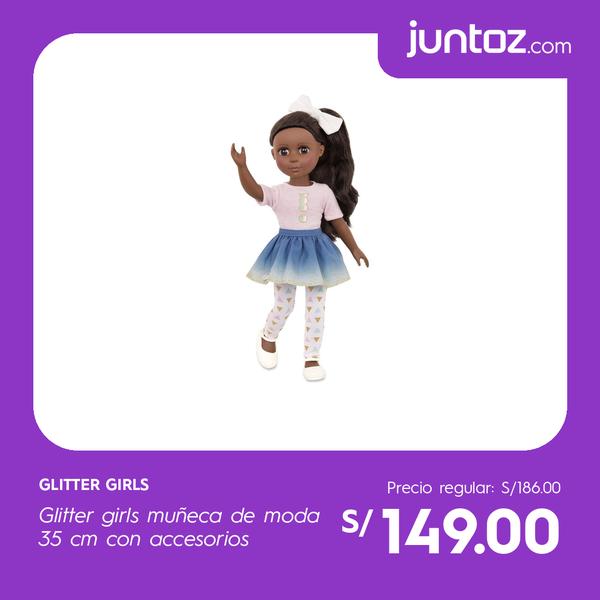 juntoz.com
GLITTER GIRLS
Glitter girls muñeca de moda
35 cm con accesorios
Precio regular: S/186.00
S/149.00